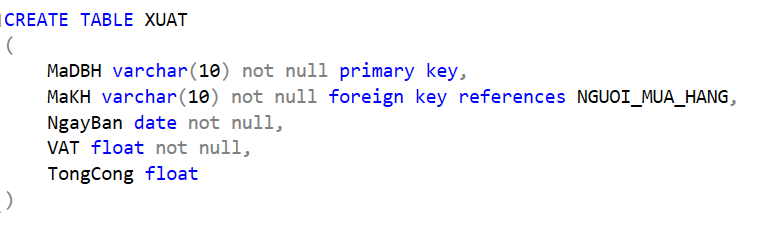 CREATE TABLE XUAT
(
    MaDBH varchar(10) not null primary key,
    MaKH varchar(10) not null foreign key references NGUOI_MUA_HANG,
    NgayBan date not null,
    VAT float not null,
    TongCong float
)